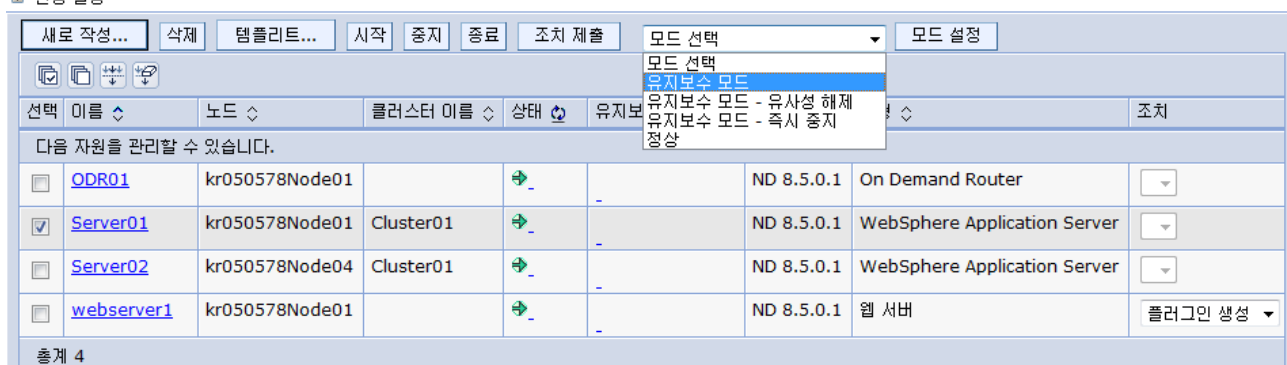 새로 작성... 삭제 템플리트... 시작 중지 종료 조치 제출 모드 선택 모드 설정
모드 선택
유지보수 모드
유지보수 모드 - 유사성 해제
유지보수 모드 - 즉시 중지
정상
선택 이름 노드 클러스터 이름 상태 유지보 조치
다음 자원을 관리할 수 있습니다.
ODR01 kr050578Node01 ND 8.5.0.1 On Demand Router
Server01 kr050578Node01 Cluster01 ND 8.5.0.1 WebSphere Application Server
Server02 kr050578Node04 Cluster01 ND 8.5.0.1 WebSphere Application Server
webserver1 kr050578Node01 ND 8.5.0.1 웹 서버 플러그인 생성
총계 4